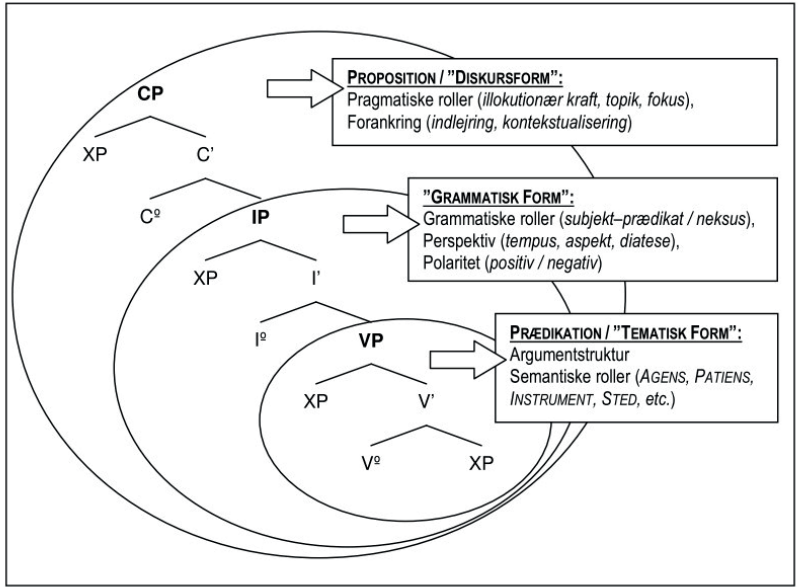 PROPOSITION / ”DISKURSFORM”:
Pragmatiske roller (illokutionær kraft, topik, fokus),
Forankring (indlejring, kontekstualisering)
CP
XP C’
Cº IP
”GRAMMATISK FORM”:
Grammatiske roller (subjekt–prædikat / neksus),
Perspektiv (tempus, aspekt, diatese),
Polaritet (positiv / negativ)
XP I’
Iº VP
PRÆDIKATION / ”TEMATISK FORM”:
Argumentstruktur
Semantiske roller (AGENS, PATIENS,
INSTRUMENT, STED, etc.)
XP V’
Vº XP